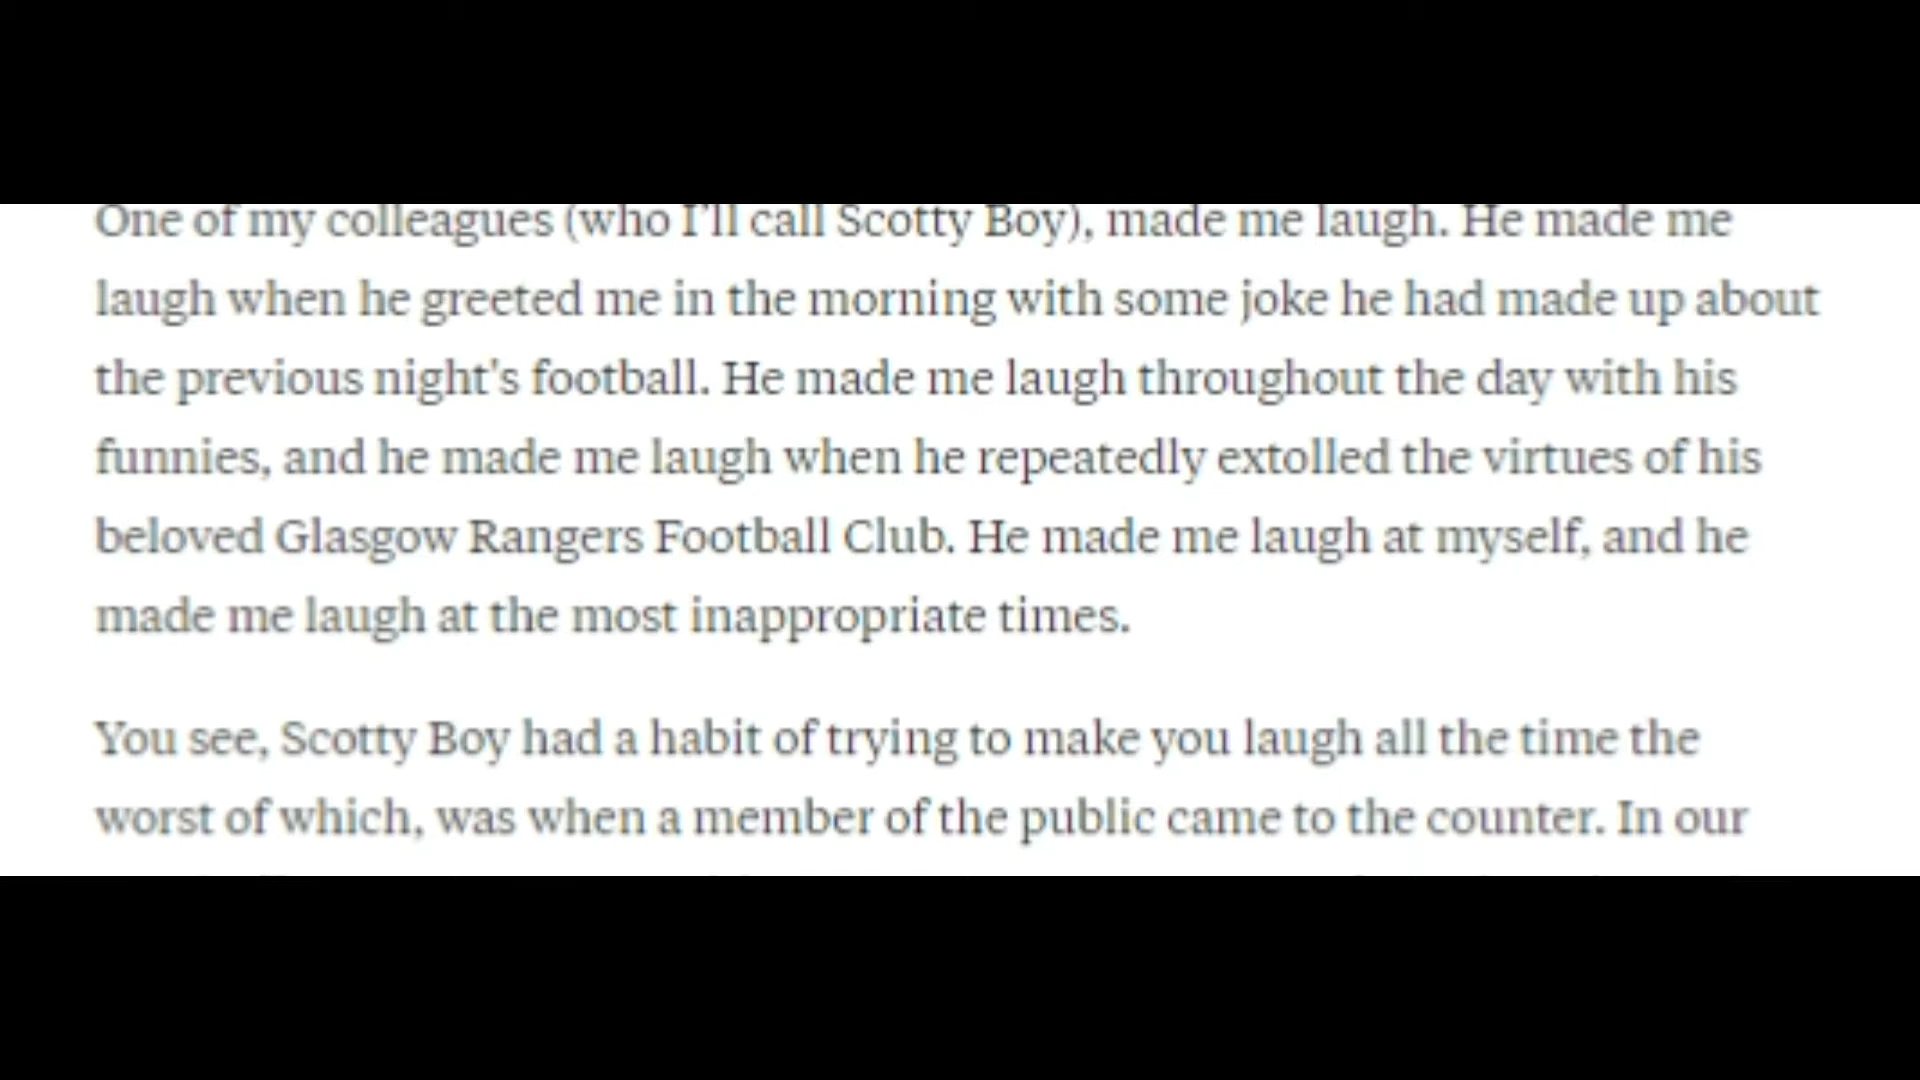 One of my colleagues (who I'll call Scotty Boy), made me laugh. He made me
laugh when he greeted me in the morning with some joke he had made up about
the previous night's football. He made me laugh throughout the day with his
funnies, and he made me laugh when he repeatedly extolled the virtues of his
beloved Glasgow Rangers Football Club. He made me laugh at myself, and he
made me laugh at the most inappropriate times.
You see, Scotty Boy had a habit of trying to make you laugh all the time the
worst of which, was when a member of the public came to the counter. In our